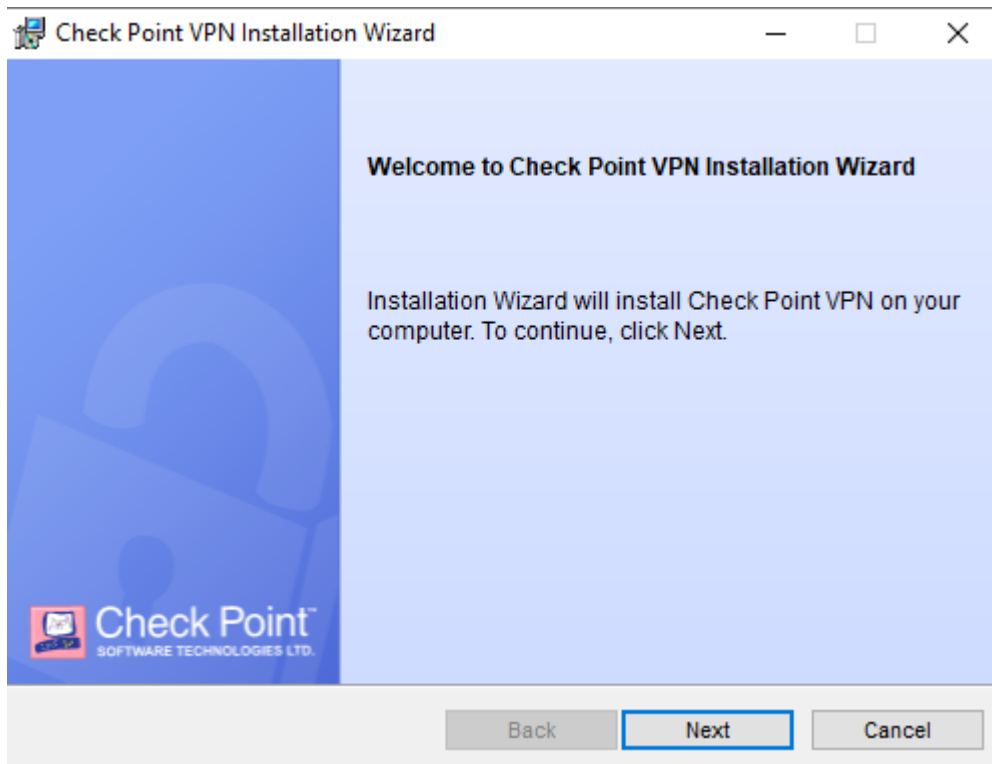 Check Point VPN Installation Wizard
Welcome to Check Point VPN Installation Wizard
Installation Wizard will install Check Point VPN on your
computer. To continue, click Next.
Check Point™
SOFTWARE TECHNOLOGIES LTD.
Back Next Cancel